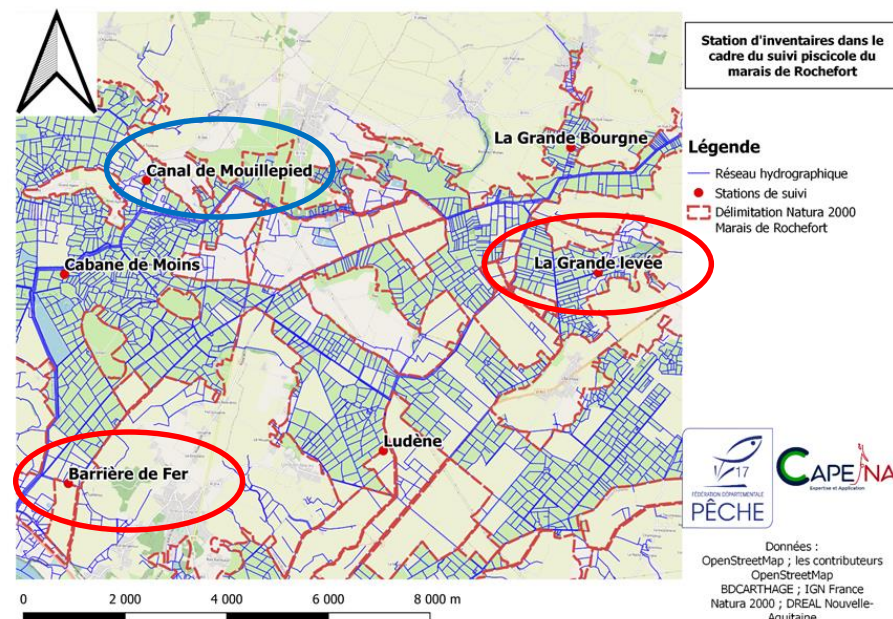 Station d'inventaires dans le
cadre du suivi piscicole du
marais de Rochefort
La Grande Bourgne
Canal de Mouillepied
Légende
Réseau hydrographique
Stations de suivi
Délimitation Natura 2000
Marais de Rochefort
Cabane de Moins
La Grande levée
Ludène
Barrière de Fer
17
FÉDÉRATION DÉPARTEMENTALE
PÊCHE
CAPENA
Expertise et Application
Données :
OpenStreetMap ; les contributeurs
OpenStreetMap
BDCARTHAGE ; IGN France
Natura 2000 ; DREAL Nouvelle-
Aquitaine
0 2 000 4 000 6 000 8 000 m